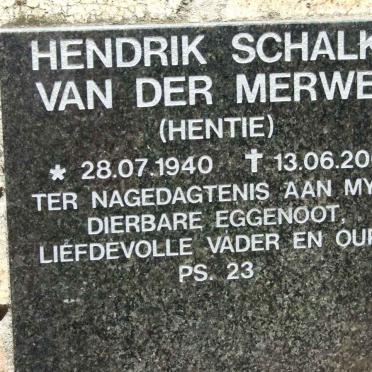 HENDRIK SCHALK
VAN DER MERWE
(HENTIE)
* 28.07.1940 † 13.06.20
TER NAGEDAGTENIS AAN MY
DIERBARE EGGENOOT,
LIEFDEVOLLE VADER EN OUP
PS. 23